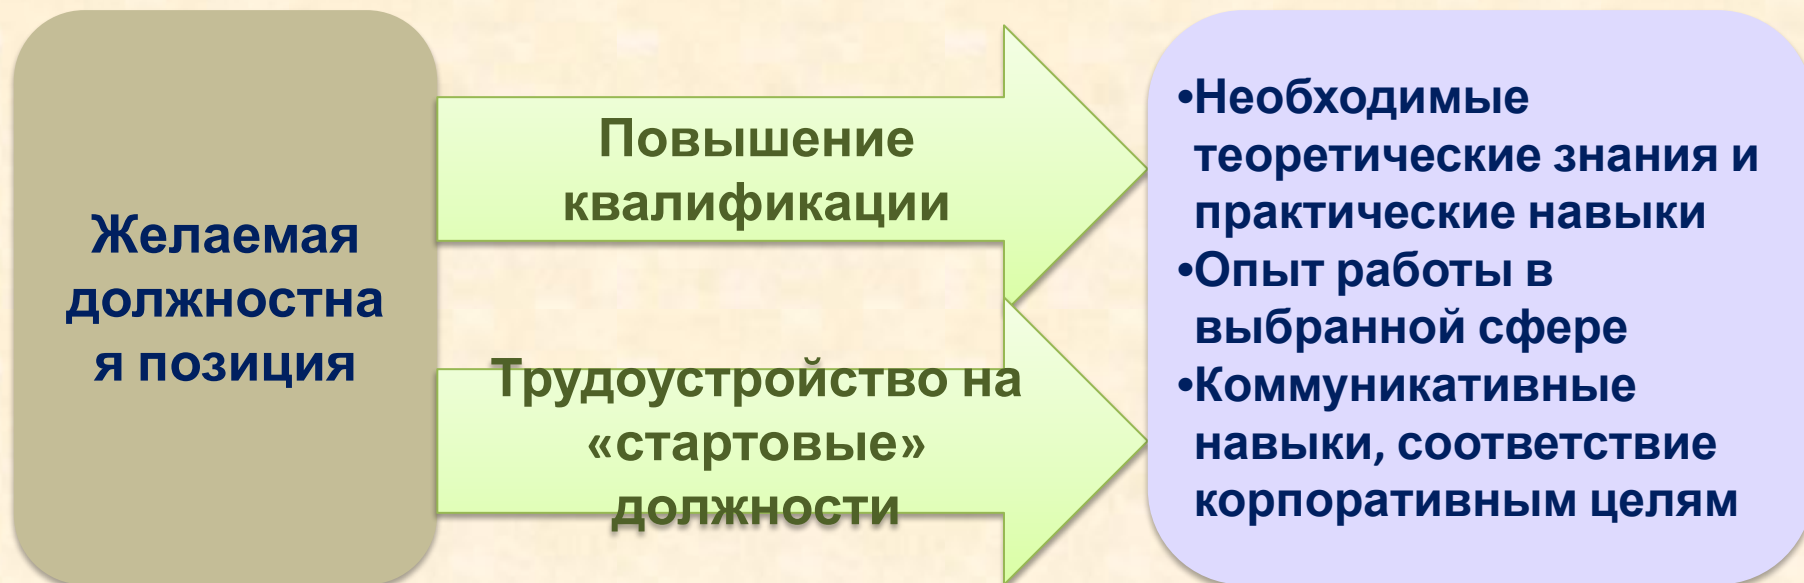 Желаемая
должностна
я позиция
Повышение
квалификации
Трудоустройство на
«стартовые»
должности
•Необходимые
теоретические знания и
практические навыки
•Опыт работы в
выбранной сфере
•Коммуникативные
навыки, соответствие
корпоративным целям